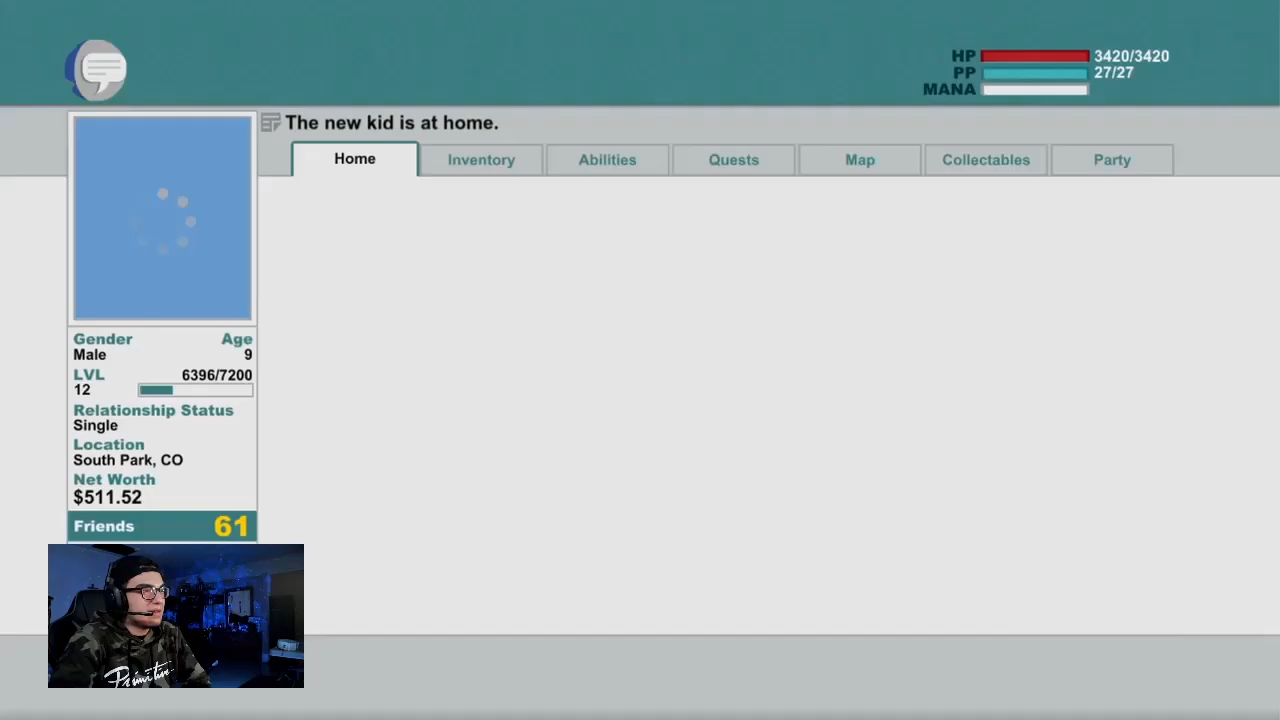 HP 3420/3420
PP 27/27
MANA
The new kid is at home.
Home Inventory Abilities Quests Map Collectables Party
Gender Age
Male 9
LVL 6396/7200
12
Relationship Status
Single
Location
South Park, CO
Net Worth
$511.52
Friends 61
Primitive